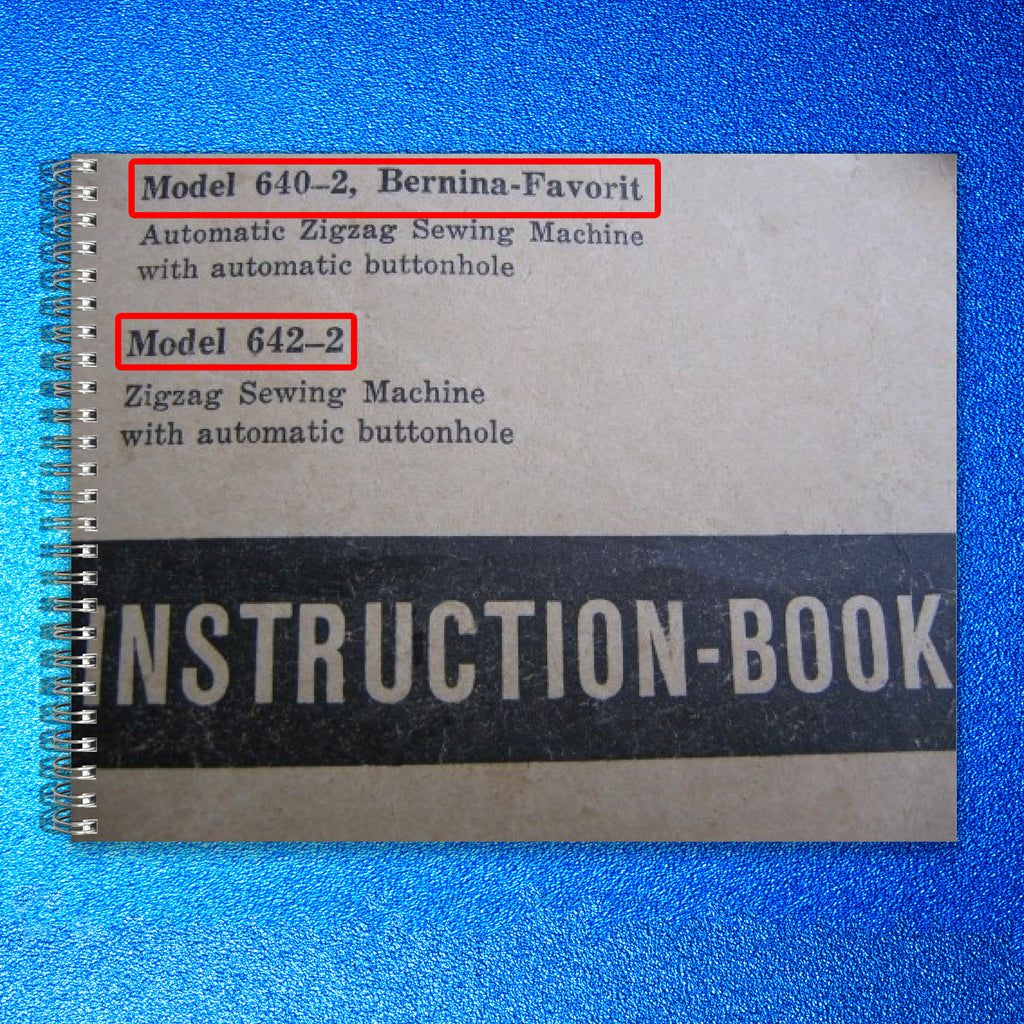 Model 640–2, Bernina-Favorit
Automatic Zigzag Sewing Machine
with automatic buttonhole
Model 642–2
Zigzag Sewing Machine
with automatic buttonhole
INSTRUCTION-BOOK